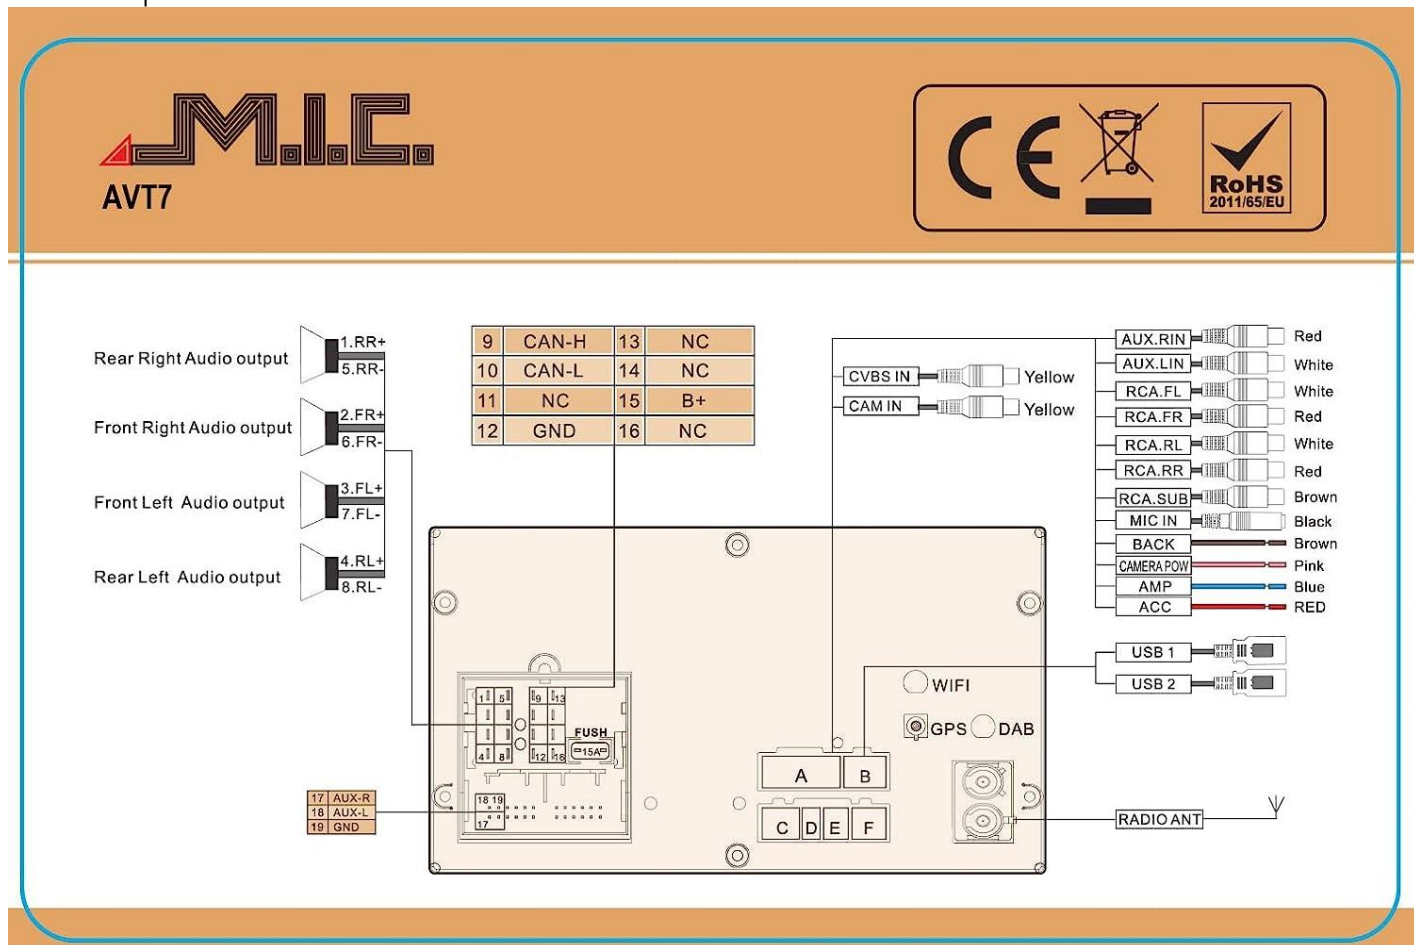 M.I.C.
AVT7
CE
RoHS
2011/65/EU
Rear Right Audio output
1.RR+
5.RR-
Front Right Audio output
2.FR+
6.FR-
Front Left Audio output
3.FL+
7.FL-
Rear Left Audio output
4.RL+
8.RL-
9 CAN-H 13 NC
10 CAN-L 14 NC
11 NC 15 B+
12 GND 16 NC
CVBS IN Yellow
CAM IN Yellow
AUX.RIN Red
AUX.LIN White
RCA.FL White
RCA.FR Red
RCA.RL White
RCA.RR Red
RCA.SUB Brown
MIC IN Black
BACK Brown
CAMERA POW Pink
AMP Blue
ACC RED
USB 1
USB 2
WIFI
GPS DAB
1 5 9 13
FUSH
15A
4 8 12 16
18 19
17
17 AUX-R
18 AUX-L
19 GND
A B
C D E F
RADIO ANT